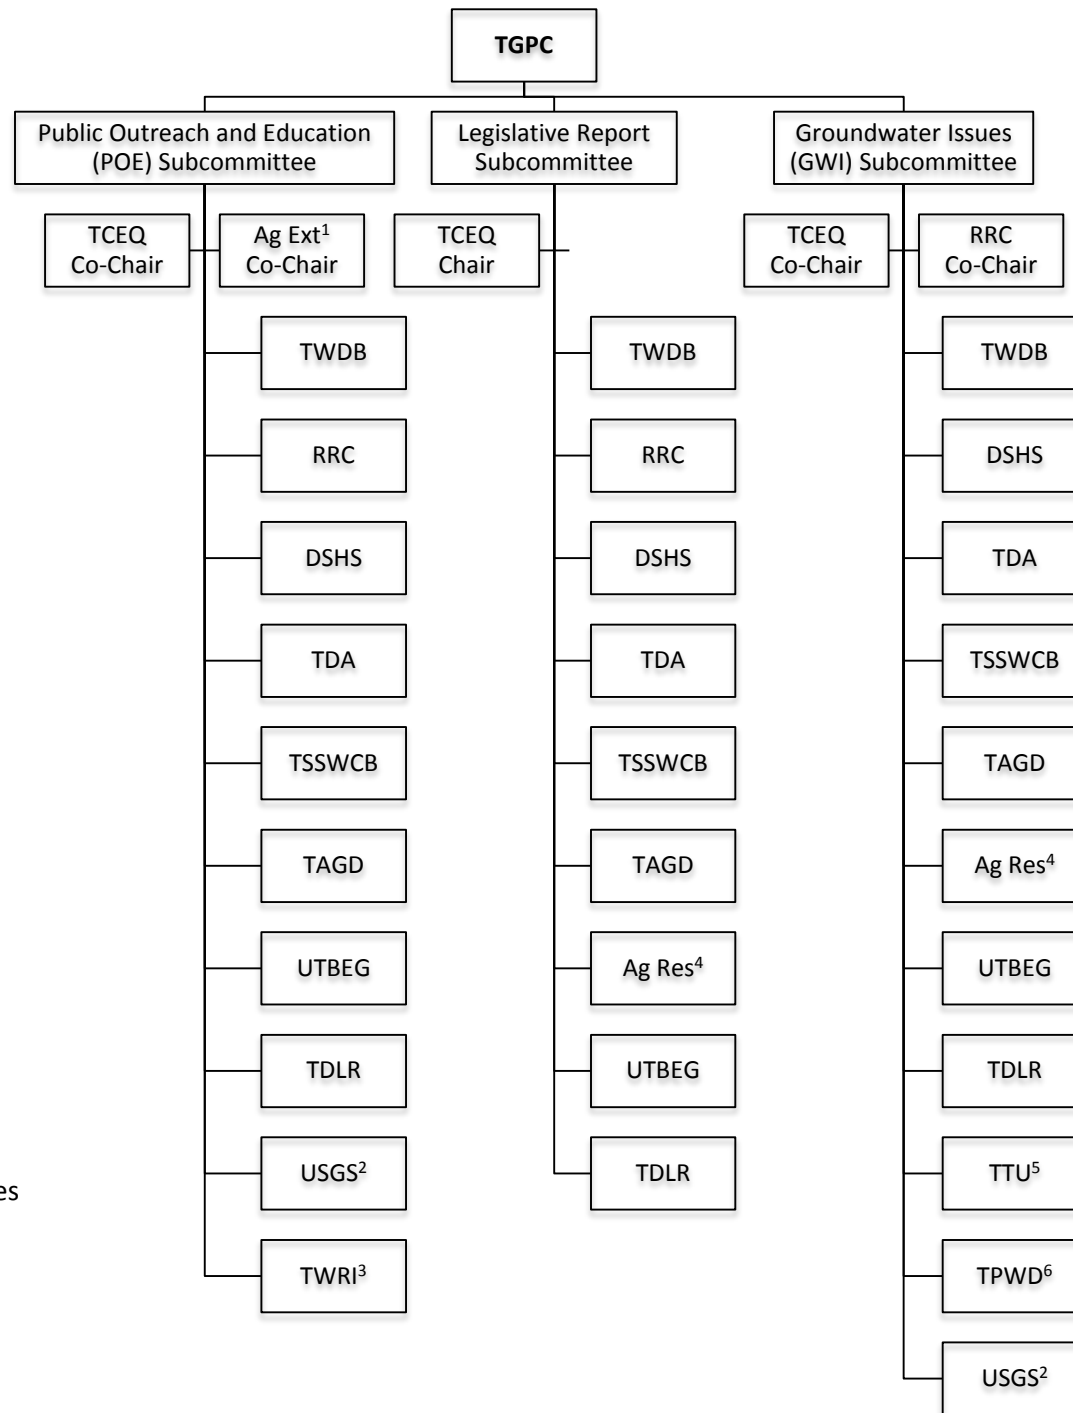 TGPC
Public Outreach and Education
(POE) Subcommittee
Legislative Report
Subcommittee
Groundwater Issues
(GWI) Subcommittee
TCEQ
Co-Chair
Ag Ext¹
Co-Chair
TCEQ
Chair
TCEQ
Co-Chair
RRC
Co-Chair
TWDB
RRC
DSHS
TDA
TSSWCB
TAGD
UTBEG
TDLR
USGS²
TWRI³
TWDB
RRC
DSHS
TDA
TSSWCB
TAGD
Ag Res⁴
UTBEG
TDLR
TWDB
DSHS
TDA
TSSWCB
TAGD
Ag Res⁴
UTBEG
TDLR
TTU⁵
TPWD⁶
USGS²
es